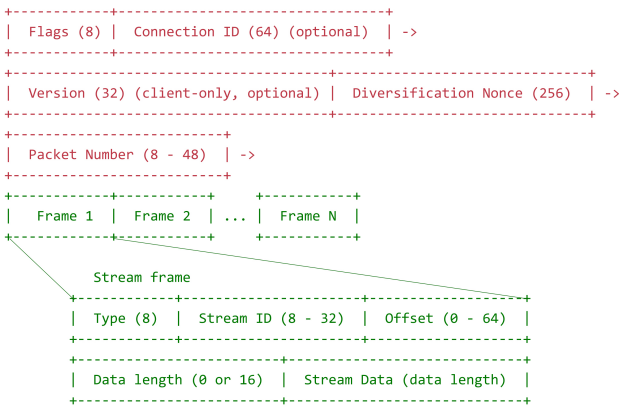 Flags (8) | Connection ID (64) (optional) | ->
Version (32) (client-only, optional) | Diversification Nonce (256) | ->
Packet Number (8 - 48) | ->
Frame 1 | Frame 2 | ... | Frame N |
Stream frame
Type (8) | Stream ID (8 - 32) | Offset (0 - 64) |
Data length (0 or 16) | Stream Data (data length) |